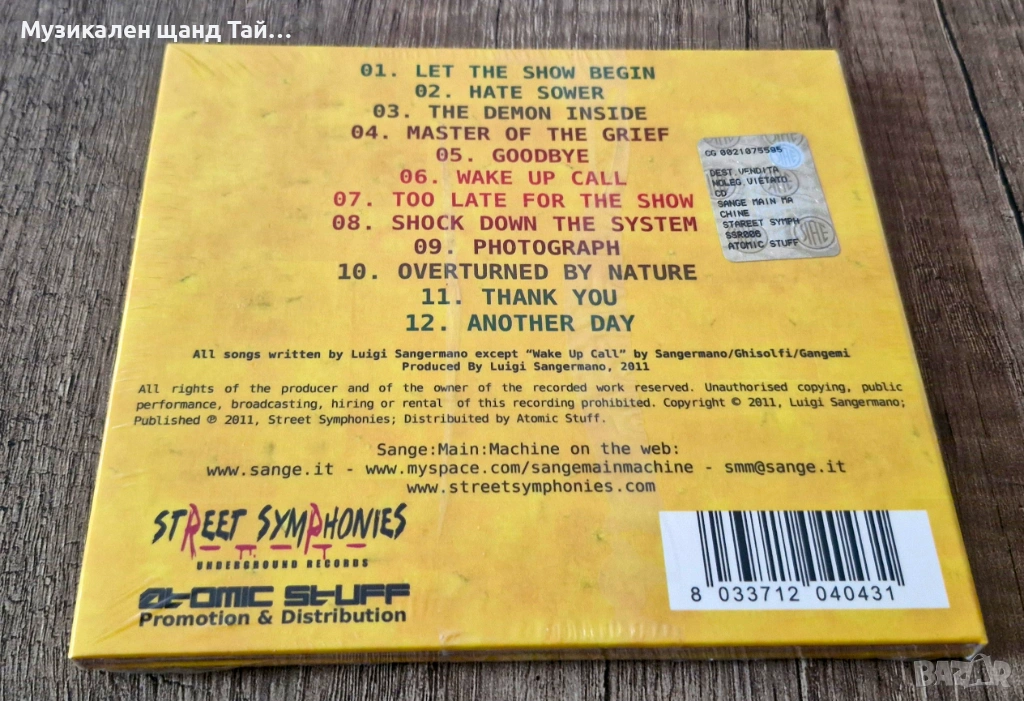 Музикален щанд Тай...
01. LET THE SHOW BEGIN
02. HATE SOWER
03. THE DEMON INSIDE
04. MASTER OF THE GRIEF
05. GOODBYE
06. WAKE UP CALL
07. TOO LATE FOR THE SHOW
08. SHOCK DOWN THE SYSTEM
09. PHOTOGRAPH
10. OVERTURNED BY NATURE
11. THANK YOU
12. ANOTHER DAY
CG 0021075595
DEST.VENDITA
NOLEG.VIETATO
CD
SANGE MAIN MA
CHINE
STAREET SYMPH
SSR006
ATOMIC STUFF
All songs written by Luigi Sangermano except “Wake Up Call” by Sangermano/Ghisolfi/Gangemi
Produced By Luigi Sangermano, 2011
All rights of the producer and of the owner of the recorded work reserved. Unauthorised copying, public
performance, broadcasting, hiring or rental of this recording prohibited. Copyright © 2011, Luigi Sangermano;
Published ℗ 2011, Street Symphonies; Distribuited by Atomic Stuff.
Sange:Main:Machine on the web:
www.sange.it - www.myspace.com/sangemainmachine - smm@sange.it
www.streetsymphonies.com
STREET SYMPHONIES
UNDERGROUND RECORDS
ATOMIC STUFF
Promotion & Distribution
8 033712 040431
BAZAR